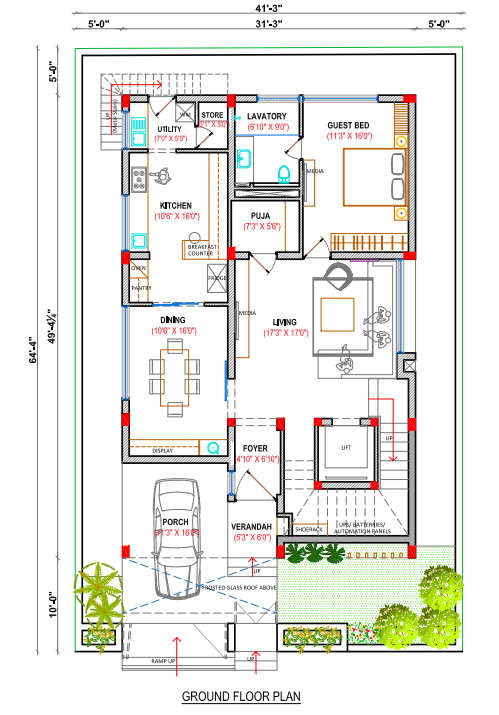 41'-3"
5'-0"
31'-3"
5'-0"
5'-0"
49'-4½"
64'-4"
10'-4"
UP
(Metal Stairs)
UTILITY
(7'0" X 5'0")
WM
STORE
LAVATORY
(6'10" X 9'0")
GUEST BED
(11'3" X 16'0")
MEDIA
KITCHEN
(10'6" X 16'0")
BREAKFAST
COUNTER
PUJA
(7'3" X 5'6")
OVEN
PANTRY
FRIDGE
MEDIA
DINING
(10'6" X 16'0")
LIVING
(17'3" X 17'0")
DISPLAY
FOYER
4'10" X 6'10")
LIFT
UP
PORCH
(11'3" X 16'0")
VERANDAH
(5'3" X 6'0")
SHOERACK
UPS/ BATTERIES/
AUTOMATION PANELS
UP
FROSTED GLASS ROOF ABOVE
RAMP UP
UP
GROUND FLOOR PLAN